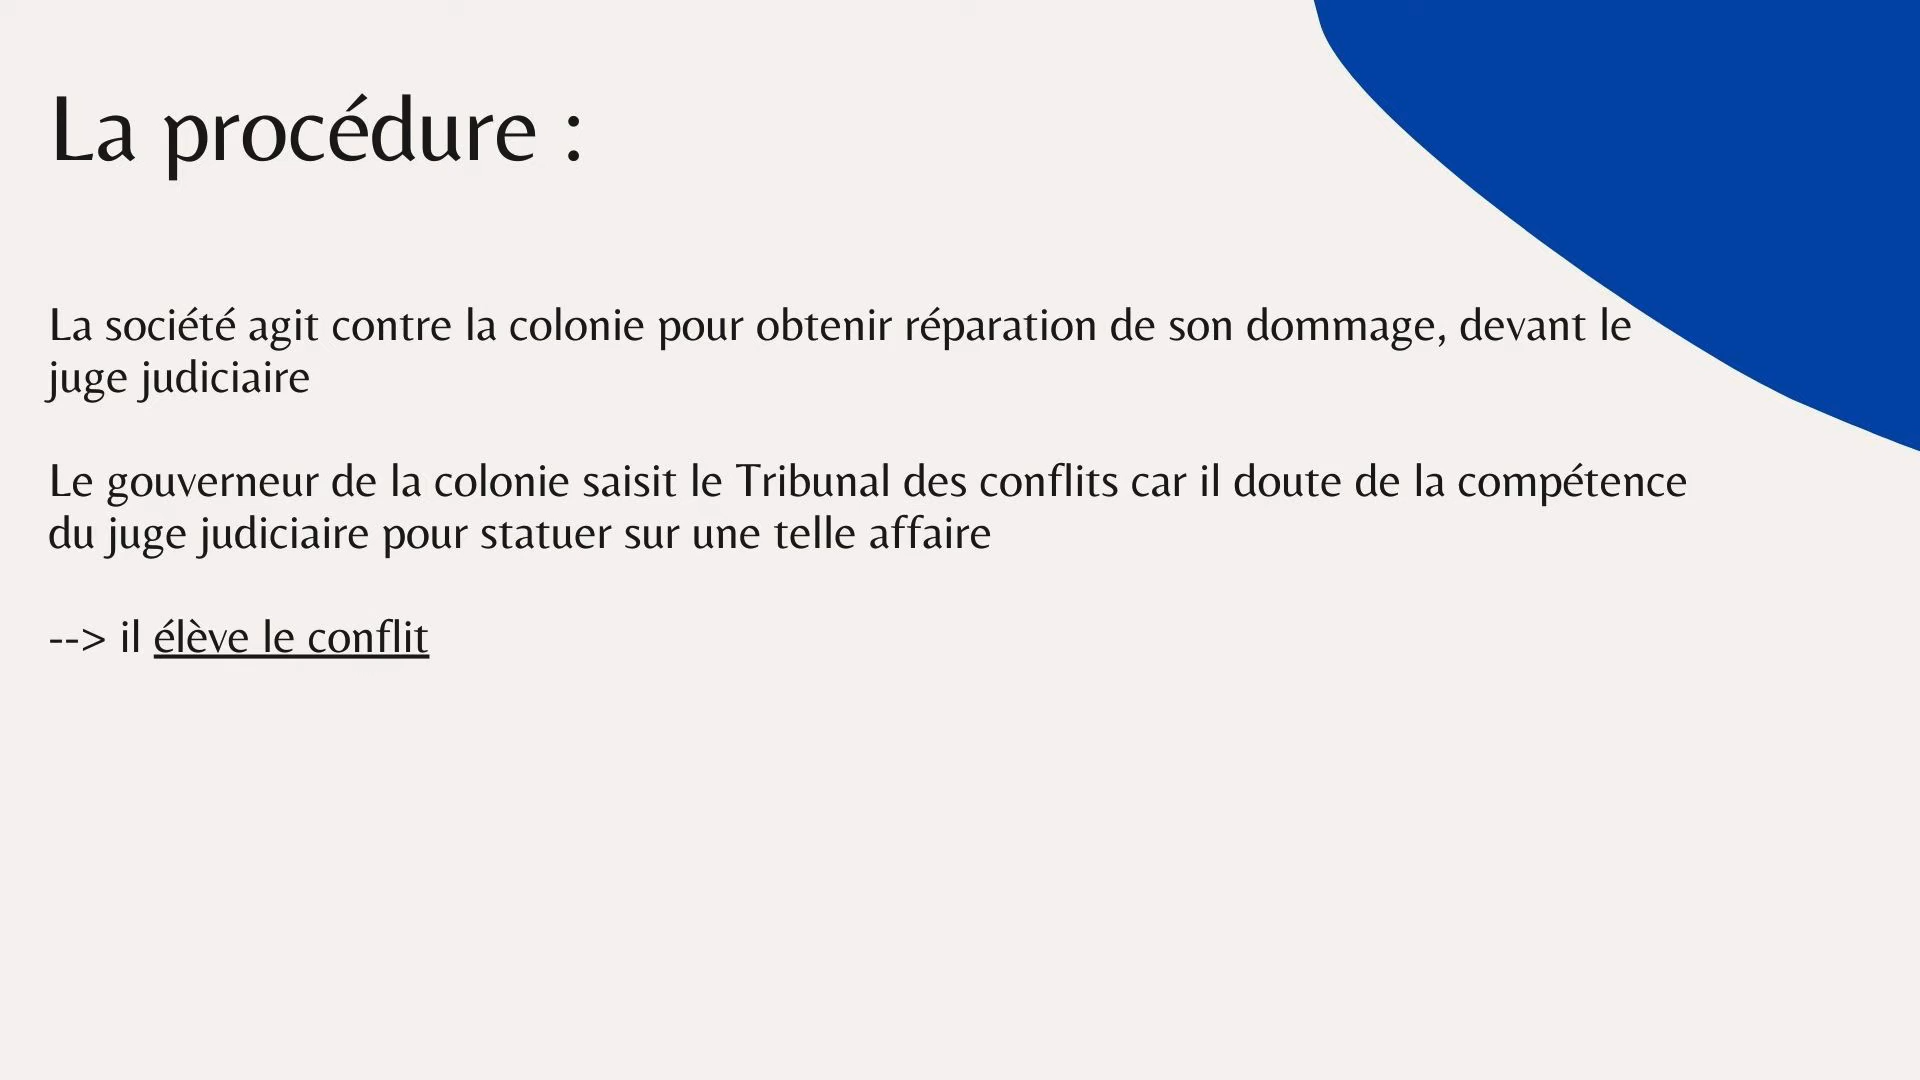 La procédure :
La société agit contre la colonie pour obtenir réparation de son dommage, devant le
juge judiciaire
Le gouverneur de la colonie saisit le Tribunal des conflits car il doute de la compétence
du juge judiciaire pour statuer sur une telle affaire
--> il élève le conflit